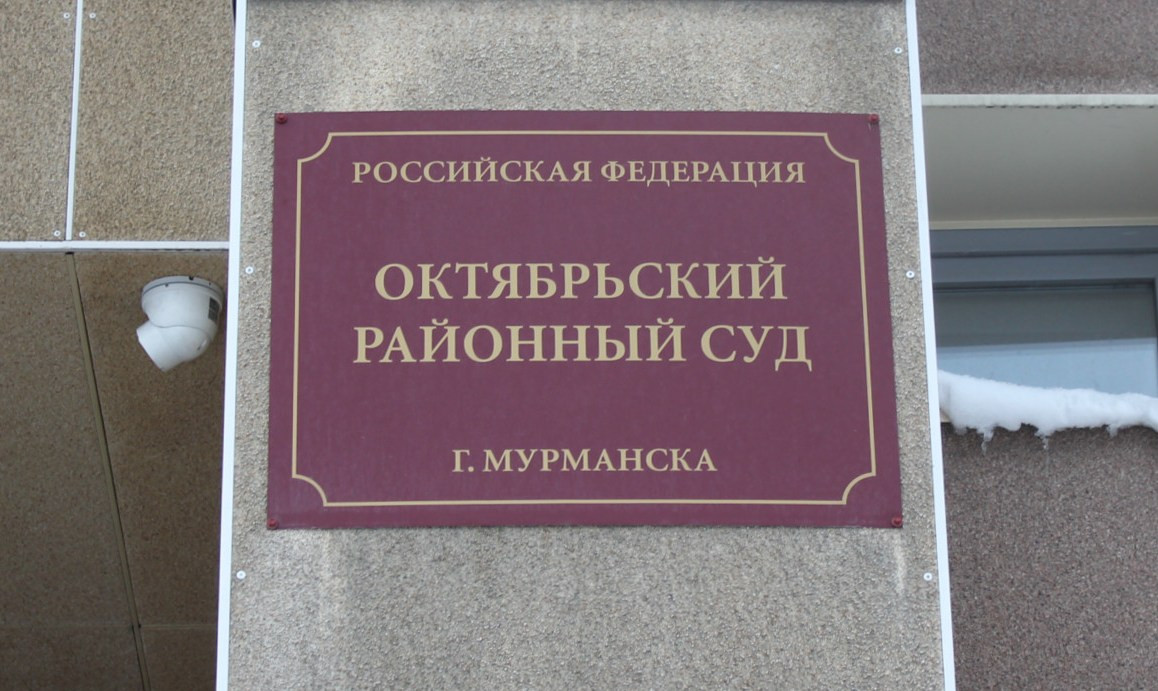 РОССИЙСКАЯ ФЕДЕРАЦИЯ
ОКТЯБРЬСКИЙ
РАЙОННЫЙ СУД
Г. МУРМАНСКА